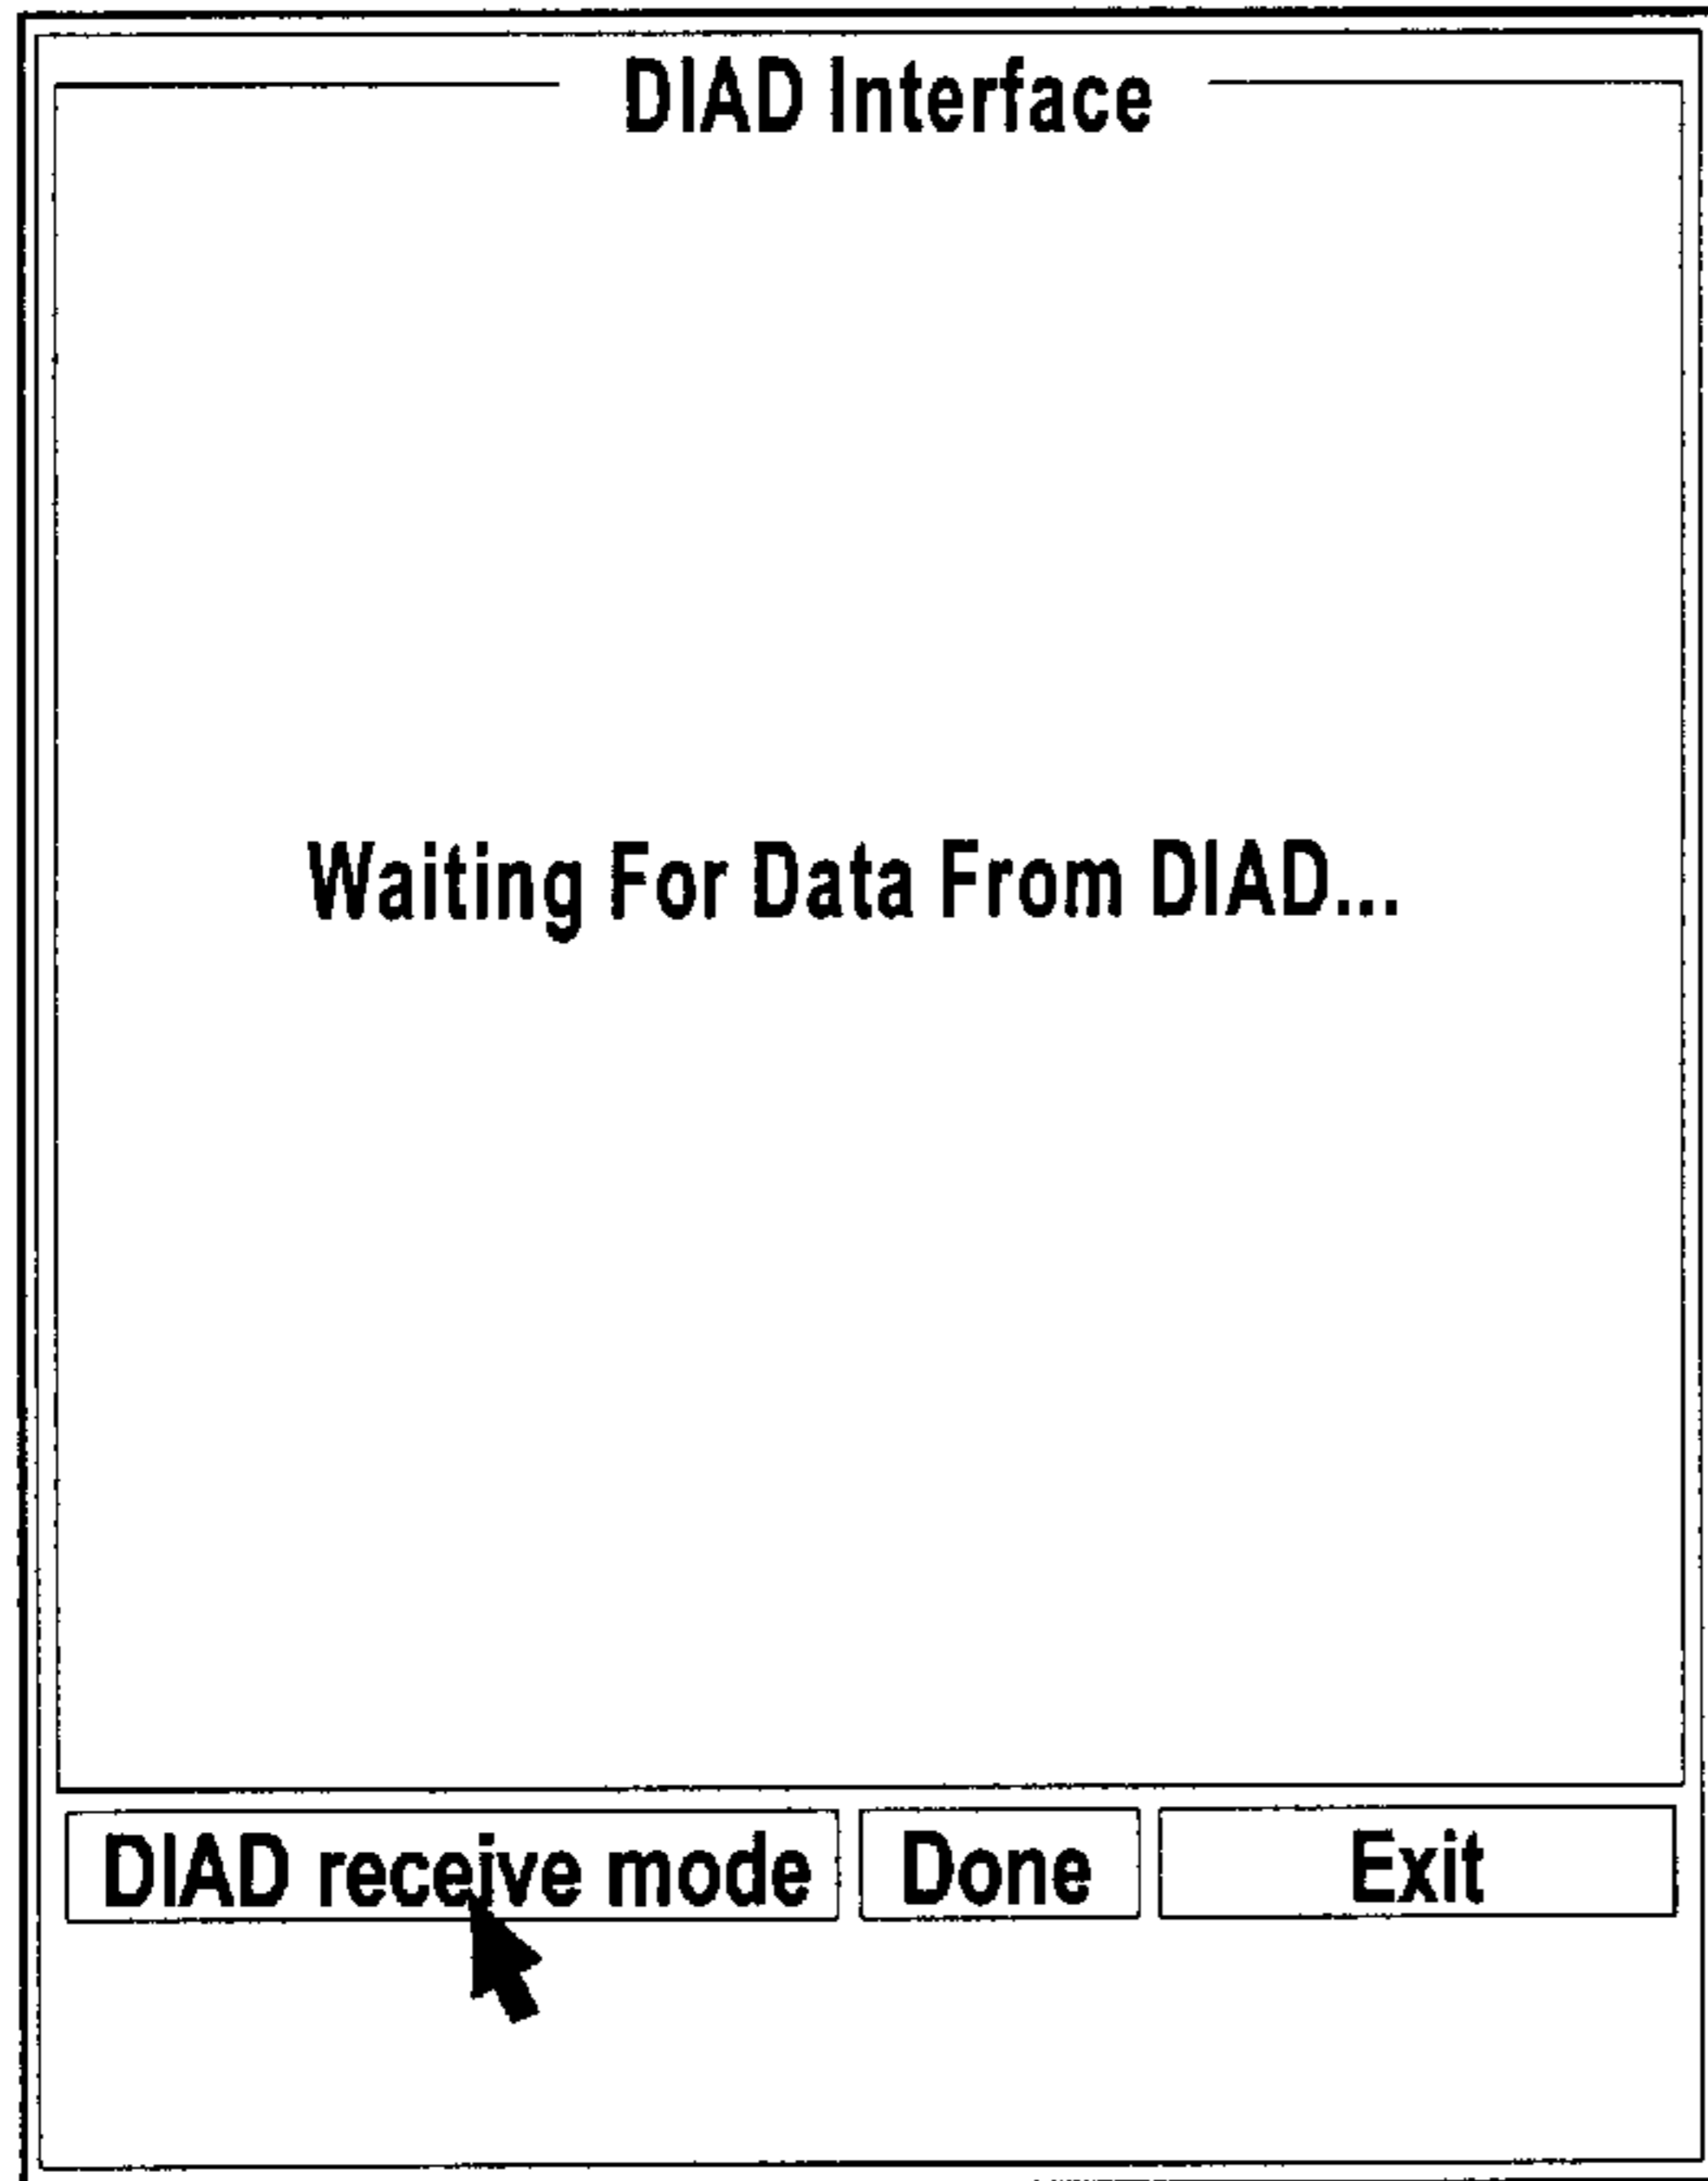 DIAD Interface
Waiting For Data From DIAD...
DIAD receive mode Done Exit